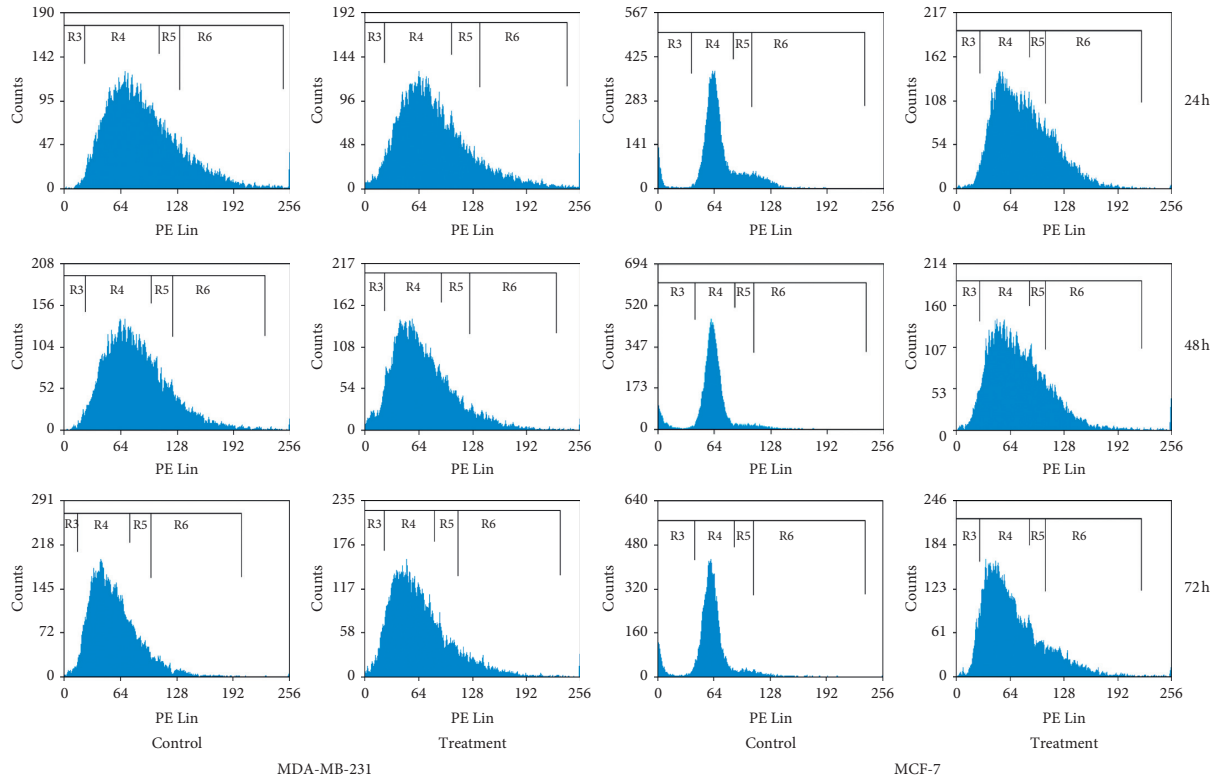 190
142
95
47
0
Counts
R3 R4 R5 R6
0 64 128 192 256
PE Lin
192
144
96
48
0
Counts
R3 R4 R5 R6
0 64 128 192 256
PE Lin
567
425
283
141
0
Counts
R3 R4 R5 R6
0 64 128 192 256
PE Lin
217
162
108
54
0
Counts
R3 R4 R5 R6
0 64 128 192 256
PE Lin
24 h
208
156
104
52
0
Counts
R3 R4 R5 R6
0 64 128 192 256
PE Lin
217
162
108
54
0
Counts
R3 R4 R5 R6
0 64 128 192 256
PE Lin
694
520
347
173
0
Counts
R3 R4 R5 R6
0 64 128 192 256
PE Lin
214
160
107
53
0
Counts
R3 R4 R5 R6
0 64 128 192 256
PE Lin
48 h
291
218
145
72
0
Counts
R3 R4 R5 R6
0 64 128 192 256
PE Lin
235
176
117
58
0
Counts
R3 R4 R5 R6
0 64 128 192 256
PE Lin
640
480
320
160
0
Counts
R3 R4 R5 R6
0 64 128 192 256
PE Lin
246
184
123
61
0
Counts
R3 R4 R5 R6
0 64 128 192 256
PE Lin
72 h
Control Treatment Control Treatment
MDA-MB-231 MCF-7